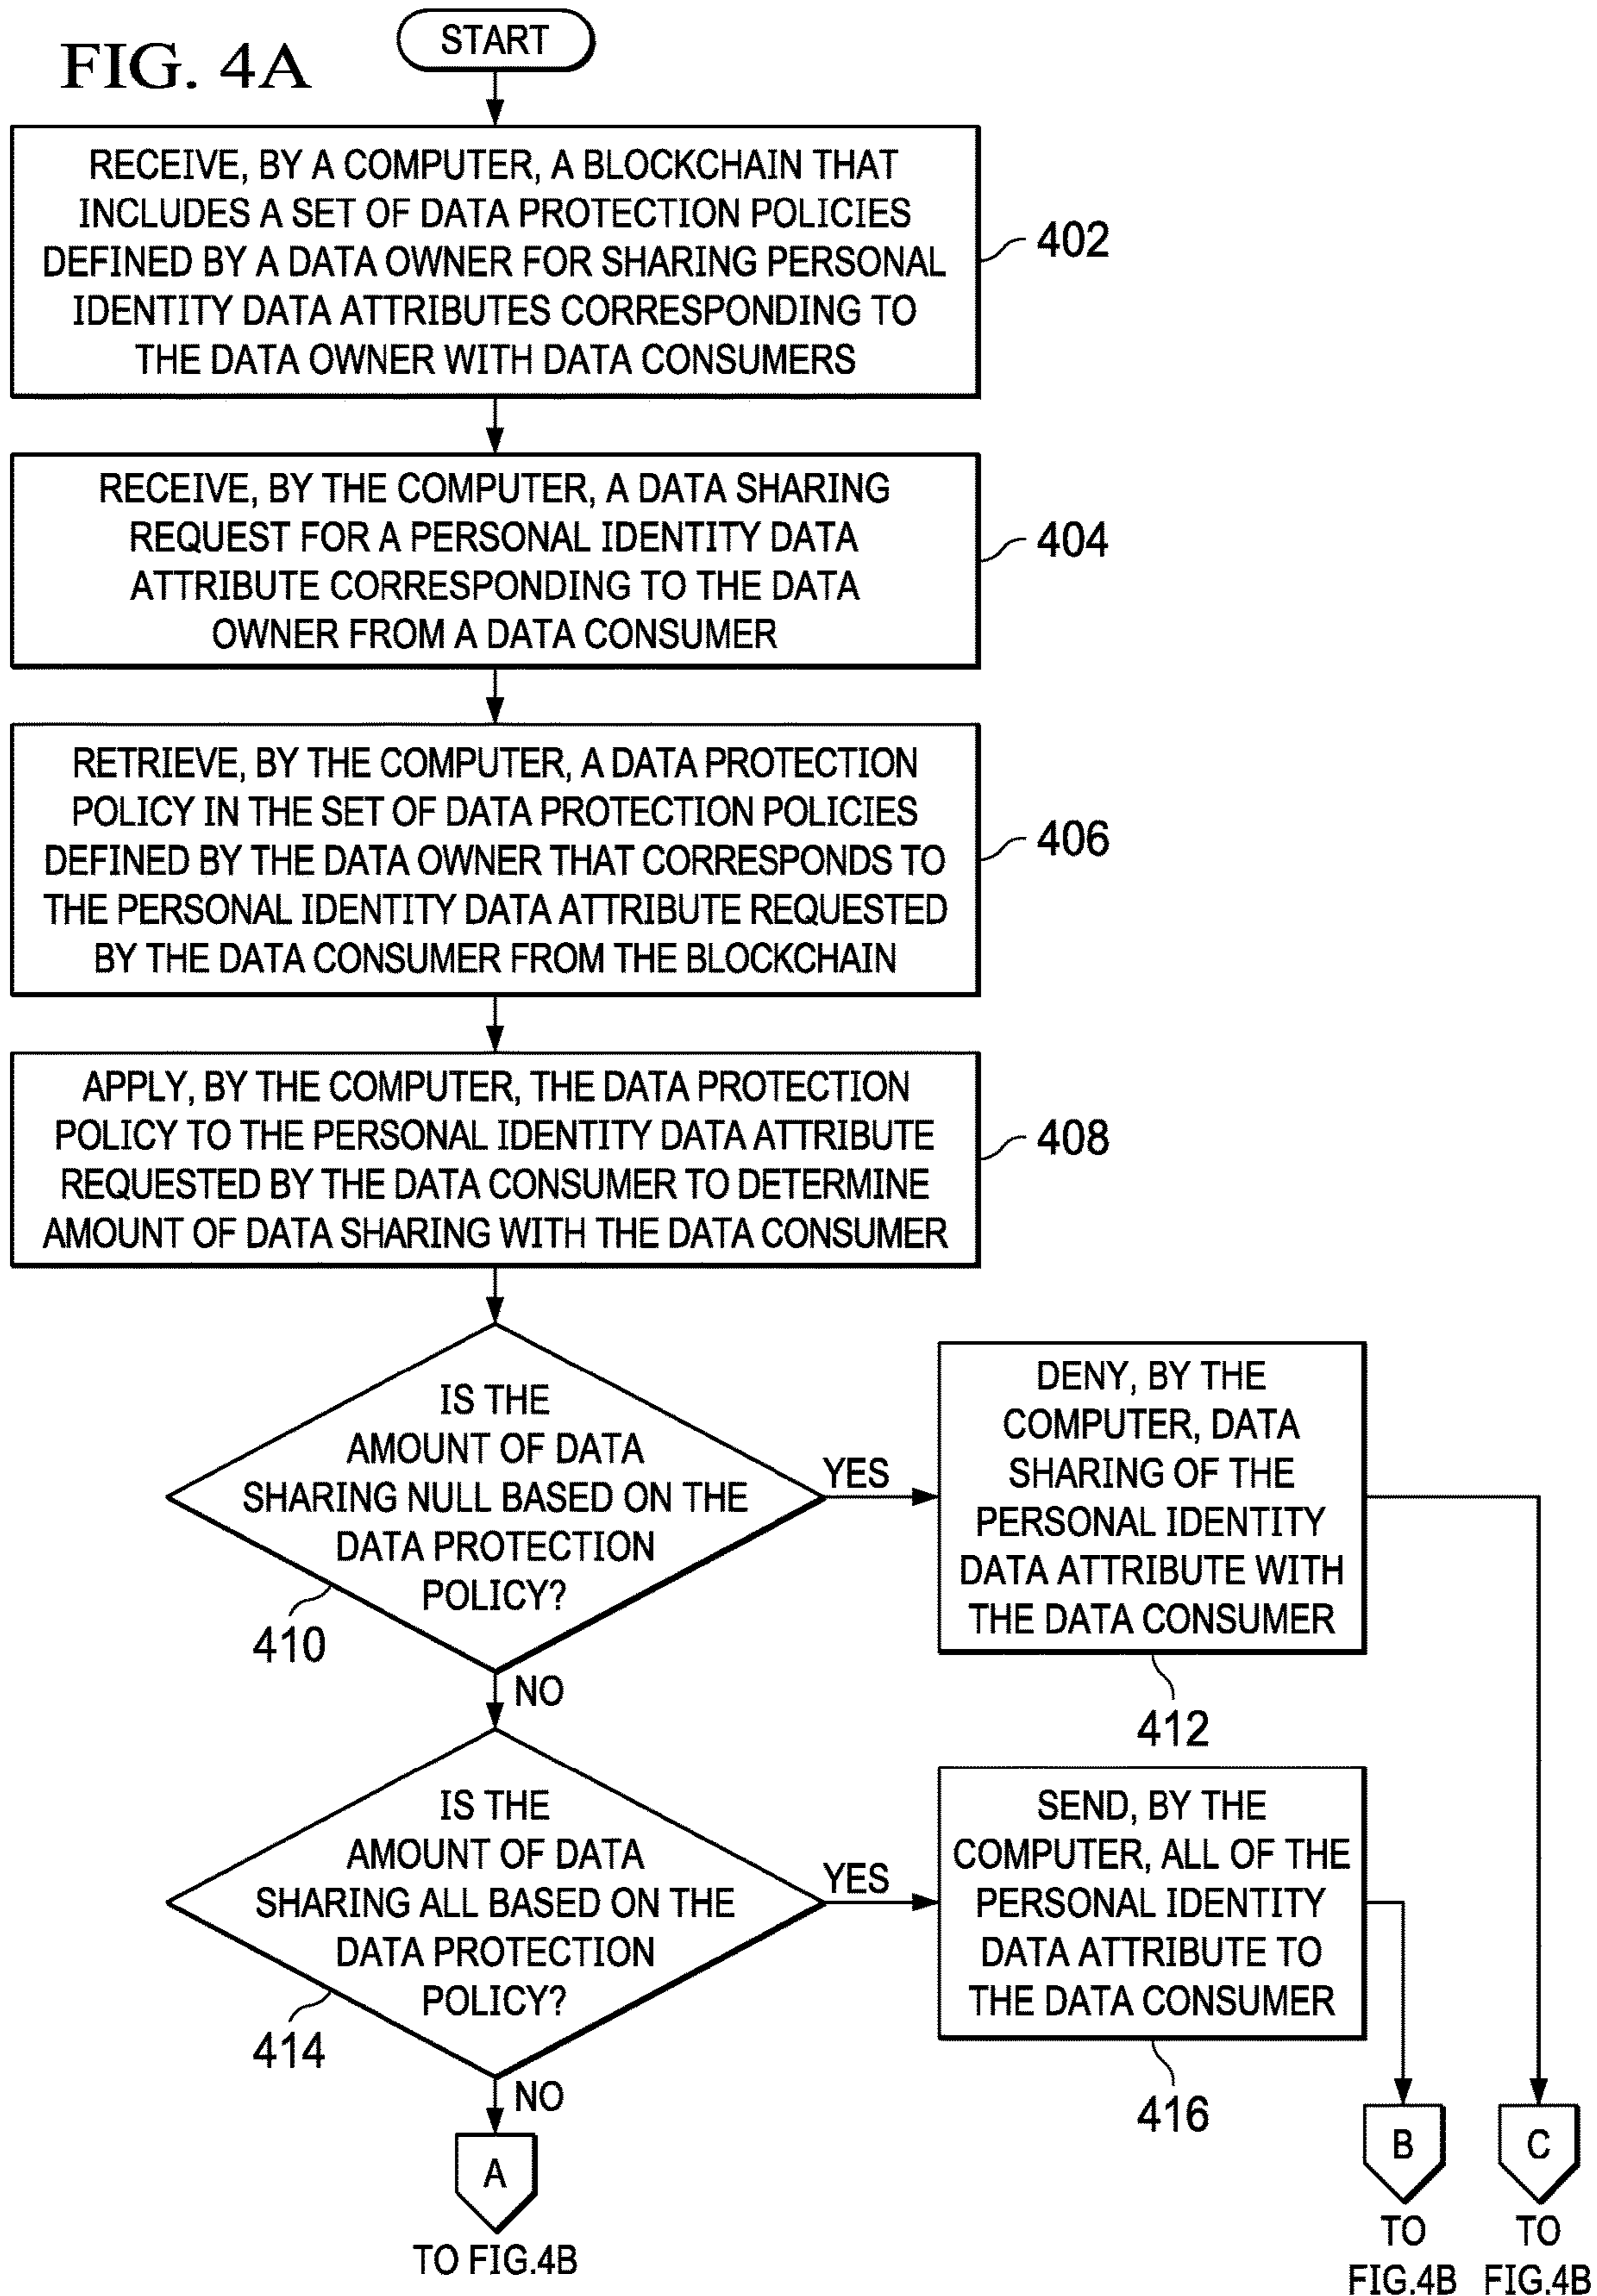 FIG. 4A
START
RECEIVE, BY A COMPUTER, A BLOCKCHAIN THAT
INCLUDES A SET OF DATA PROTECTION POLICIES
DEFINED BY A DATA OWNER FOR SHARING PERSONAL
IDENTITY DATA ATTRIBUTES CORRESPONDING TO
THE DATA OWNER WITH DATA CONSUMERS
402
RECEIVE, BY THE COMPUTER, A DATA SHARING
REQUEST FOR A PERSONAL IDENTITY DATA
ATTRIBUTE CORRESPONDING TO THE DATA
OWNER FROM A DATA CONSUMER
404
RETRIEVE, BY THE COMPUTER, A DATA PROTECTION
POLICY IN THE SET OF DATA PROTECTION POLICIES
DEFINED BY THE DATA OWNER THAT CORRESPONDS TO
THE PERSONAL IDENTITY DATA ATTRIBUTE REQUESTED
BY THE DATA CONSUMER FROM THE BLOCKCHAIN
406
APPLY, BY THE COMPUTER, THE DATA PROTECTION
POLICY TO THE PERSONAL IDENTITY DATA ATTRIBUTE
REQUESTED BY THE DATA CONSUMER TO DETERMINE
AMOUNT OF DATA SHARING WITH THE DATA CONSUMER
408
IS THE
AMOUNT OF DATA
SHARING NULL BASED ON THE
DATA PROTECTION
POLICY?
410
YES
DENY, BY THE
COMPUTER, DATA
SHARING OF THE
PERSONAL IDENTITY
DATA ATTRIBUTE WITH
THE DATA CONSUMER
412
NO
IS THE
AMOUNT OF DATA
SHARING ALL BASED ON THE
DATA PROTECTION
POLICY?
414
YES
SEND, BY THE
COMPUTER, ALL OF THE
PERSONAL IDENTITY
DATA ATTRIBUTE TO
THE DATA CONSUMER
416
NO
A
TO FIG.4B
B
TO
FIG.4B
C
TO
FIG.4B